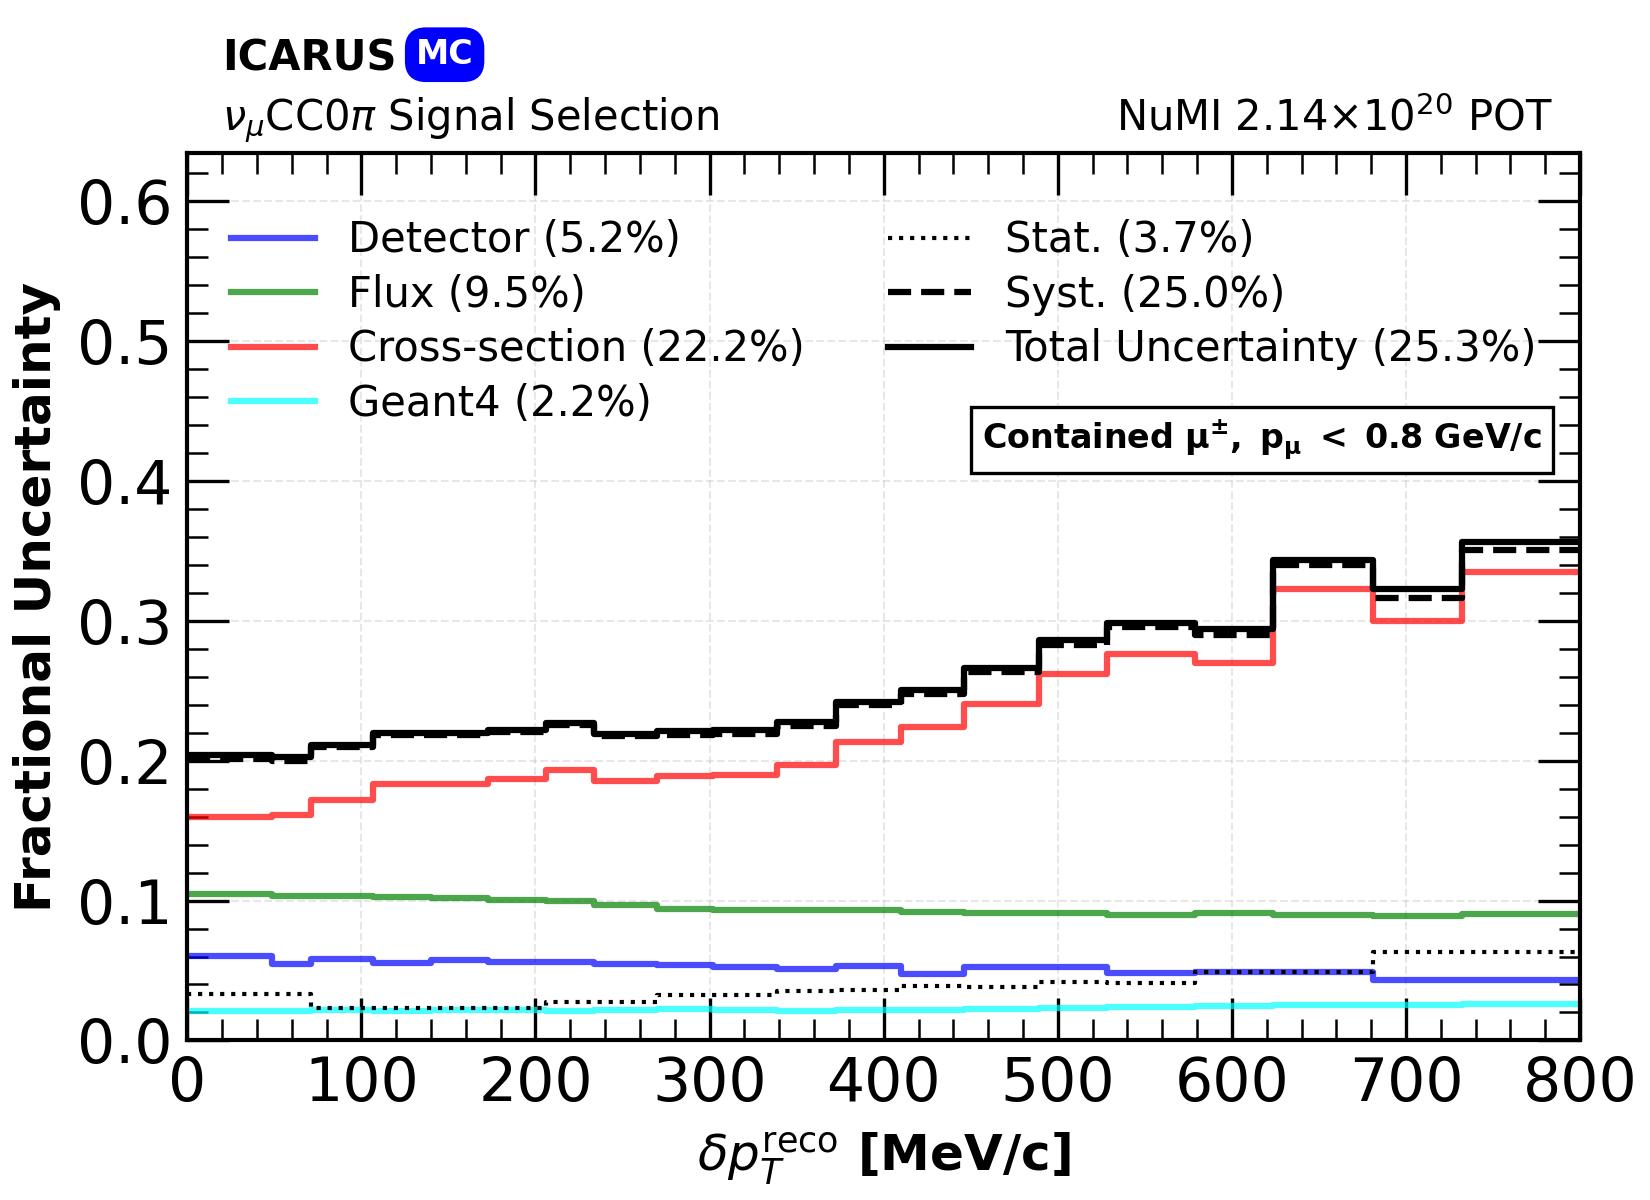 ICARUS MC
νμCC0π Signal Selection
NuMI 2.14×10²⁰ POT
0.6
0.5
0.4
0.3
0.2
0.1
0.0
Fractional Uncertainty
Detector (5.2%)
Flux (9.5%)
Cross-section (22.2%)
Geant4 (2.2%)
Stat. (3.7%)
Syst. (25.0%)
Total Uncertainty (25.3%)
Contained μ±, pμ < 0.8 GeV/c
0 100 200 300 400 500 600 700 800
δpT reco [MeV/c]